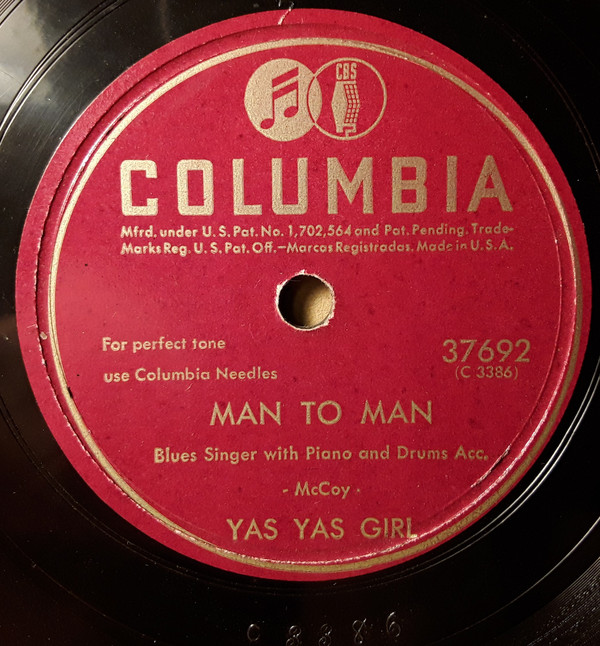 CBS
COLUMBIA
Mfrd. under U.S. Pat. No. 1,702,564 and Pat. Pending. Trade-
Marks Reg. U.S. Pat. Off.–Marcas Registradas. Made in U.S.A.
For perfect tone
use Columbia Needles
37692
(C 3386)
MAN TO MAN
Blues Singer with Piano and Drums Acc.
- McCoy -
YAS YAS GIRL
C 3386